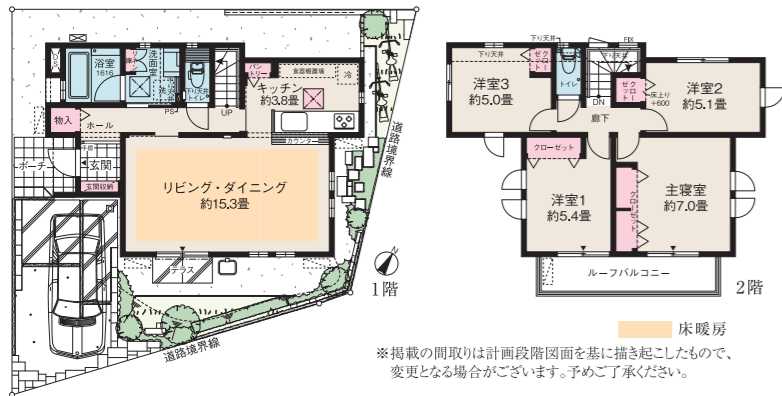 浴室
1616
洗面室
下り天井
トイレ
PS
UP
パン
トリー
食器棚置場
冷
キッチン
約3.8畳
カウンター
物入
ホール
ポーチ
玄関
玄関収納
リビング・ダイニング
約15.3畳
テラス
道路境界線
道路境界線
N
1階
下り天井
洋室3
約5.0畳
クロ
ゼット
下り天井
トイレ
FIX
DN
廊下
クロ
ゼット
床上り
+600
洋室2
約5.1畳
クローゼット
洋室1
約5.4畳
クローゼット
主寝室
約7.0畳
ルーフバルコニー
2階
床暖房
※掲載の間取りは計画段階図面を基に描き起こしたもので、
変更となる場合がございます。予めご了承ください。